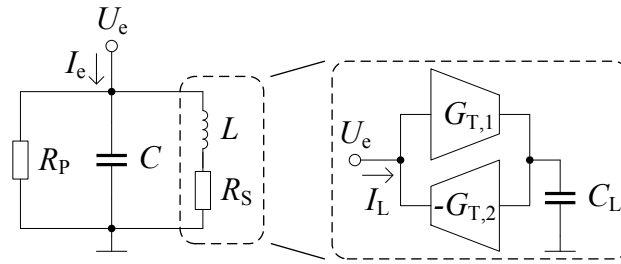 U_e
I_e
R_P
C
L
R_S
U_e
I_L
G_T,1
-G_T,2
C_L